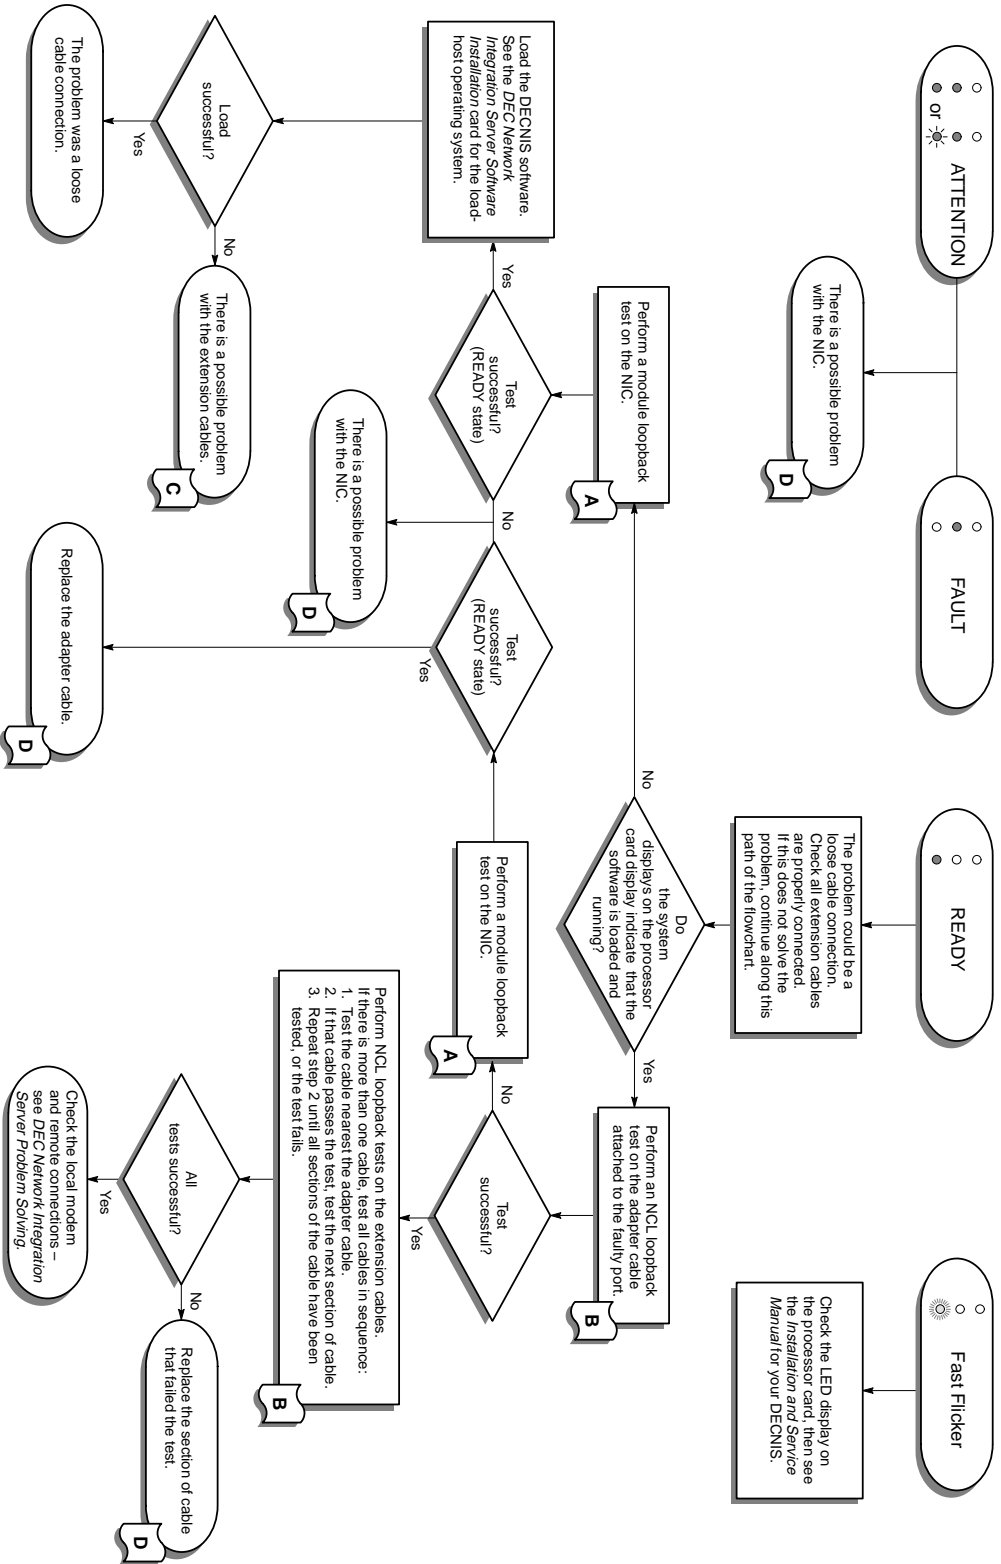 ATTENTION
or
FAULT
READY
Fast Flicker
There is a possible problem
with the NIC.
D
The problem could be a
loose cable connection.
Check all extension cables
are properly connected.
If this does not solve the
problem, continue along this
path of the flowchart.
Check the LED display on
the processor card, then see
the Installation and Service
Manual for your DECNIS.
Do
the system
displays on the processor
card display indicate that the
software is loaded and
running?
No
Yes
Perform a module loopback
test on the NIC.
A
Perform an NCL loopback
test on the adapter cable
attached to the faulty port.
B
Load the DECNIS software.
See the DEC Network
Integration Server Software
Installation card for the load-
host operating system.
Yes
Test
successful?
(READY state)
No
Test
successful?
(READY state)
Yes
Perform a module loopback
test on the NIC.
A
No
Test
successful?
Yes
There is a possible problem
with the NIC.
D
Perform NCL loopback tests on the extension cables.
If there is more than one cable, test all cables in sequence:
1. Test the cable nearest the adapter cable.
2. If that cable passes the test, test the next section of cable.
3. Repeat step 2 until all sections of the cable have been
tested, or the test fails.
B
Load
successful?
No
Yes
There is a possible problem
with the extension cables.
C
All
tests successful?
No
Yes
Replace the section of cable
that failed the test.
D
The problem was a loose
cable connection.
Replace the adapter cable.
D
Check the local modem
and remote connections –
see DEC Network Integration
Server Problem Solving.